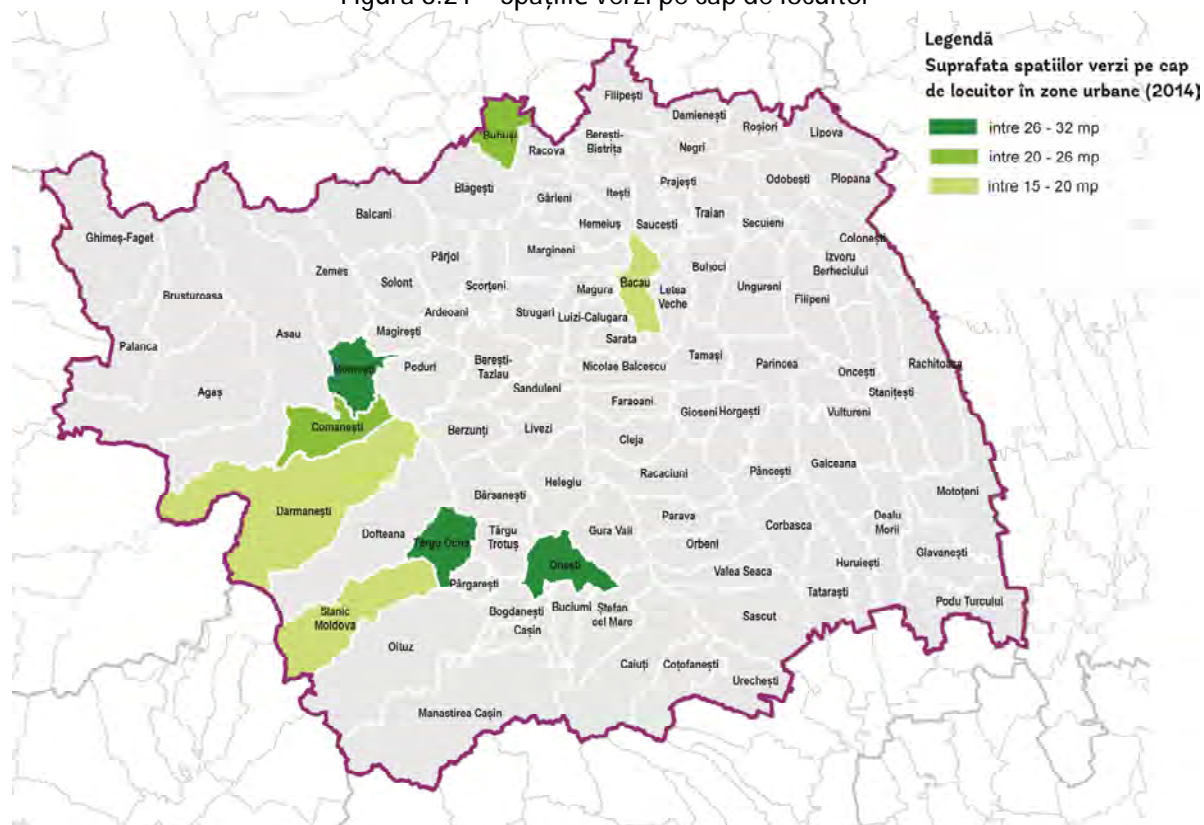 Legendă
Suprafata spatiilor verzi pe cap
de locuitor în zone urbane (2014)
intre 26 - 32 mp
intre 20 - 26 mp
intre 15 - 20 mp
Filipești
Damienești
Roșiori
Lipova
Buhuși
Racova
Berești-
Bistrița
Negri
Blăgești
Gârleni
Itești
Prajești
Odobesti
Plopana
Balcani
Hemeiuș
Saucești
Traian
Secuieni
Ghimeș-Faget
Colonești
Pârjol
Margineni
Izvoru
Berheciului
Zemeș
Solont
Scorțeni
Magura
Bacau
Letea
Veche
Buhoci
Ungureni
Filipeni
Brusturoasa
Ardeoani
Strugari
Luizi-Calugara
Asau
Magirești
Sarata
Palanca
Poduri
Berești-
Tazlau
Nicolae Balcescu
Tamași
Parincea
Oncești
Rachitoasa
Agaș
Sanduleni
Faraoani
Gioseni
Horgești
Vultureni
Stanițești
Comanești
Berzunți
Livezi
Cleja
Racaciuni
Pâncești
Gaiceana
Helegiu
Bârsanești
Motoțeni
Darmanești
Dofteana
Târgu Ocna
Târgu
Trotuș
Gura Vaii
Parava
Orbeni
Corbasca
Dealu
Morii
Glavanești
Onești
Pârgarești
Valea Seaca
Huruiești
Tatarești
Podu Turcului
Slanic
Moldova
Bogdanești
Cașin
Buciumi
Ștefan
cel Mare
Sascut
Oituz
Caiuți
Coțofanești
Urechești
Manastirea Cașin